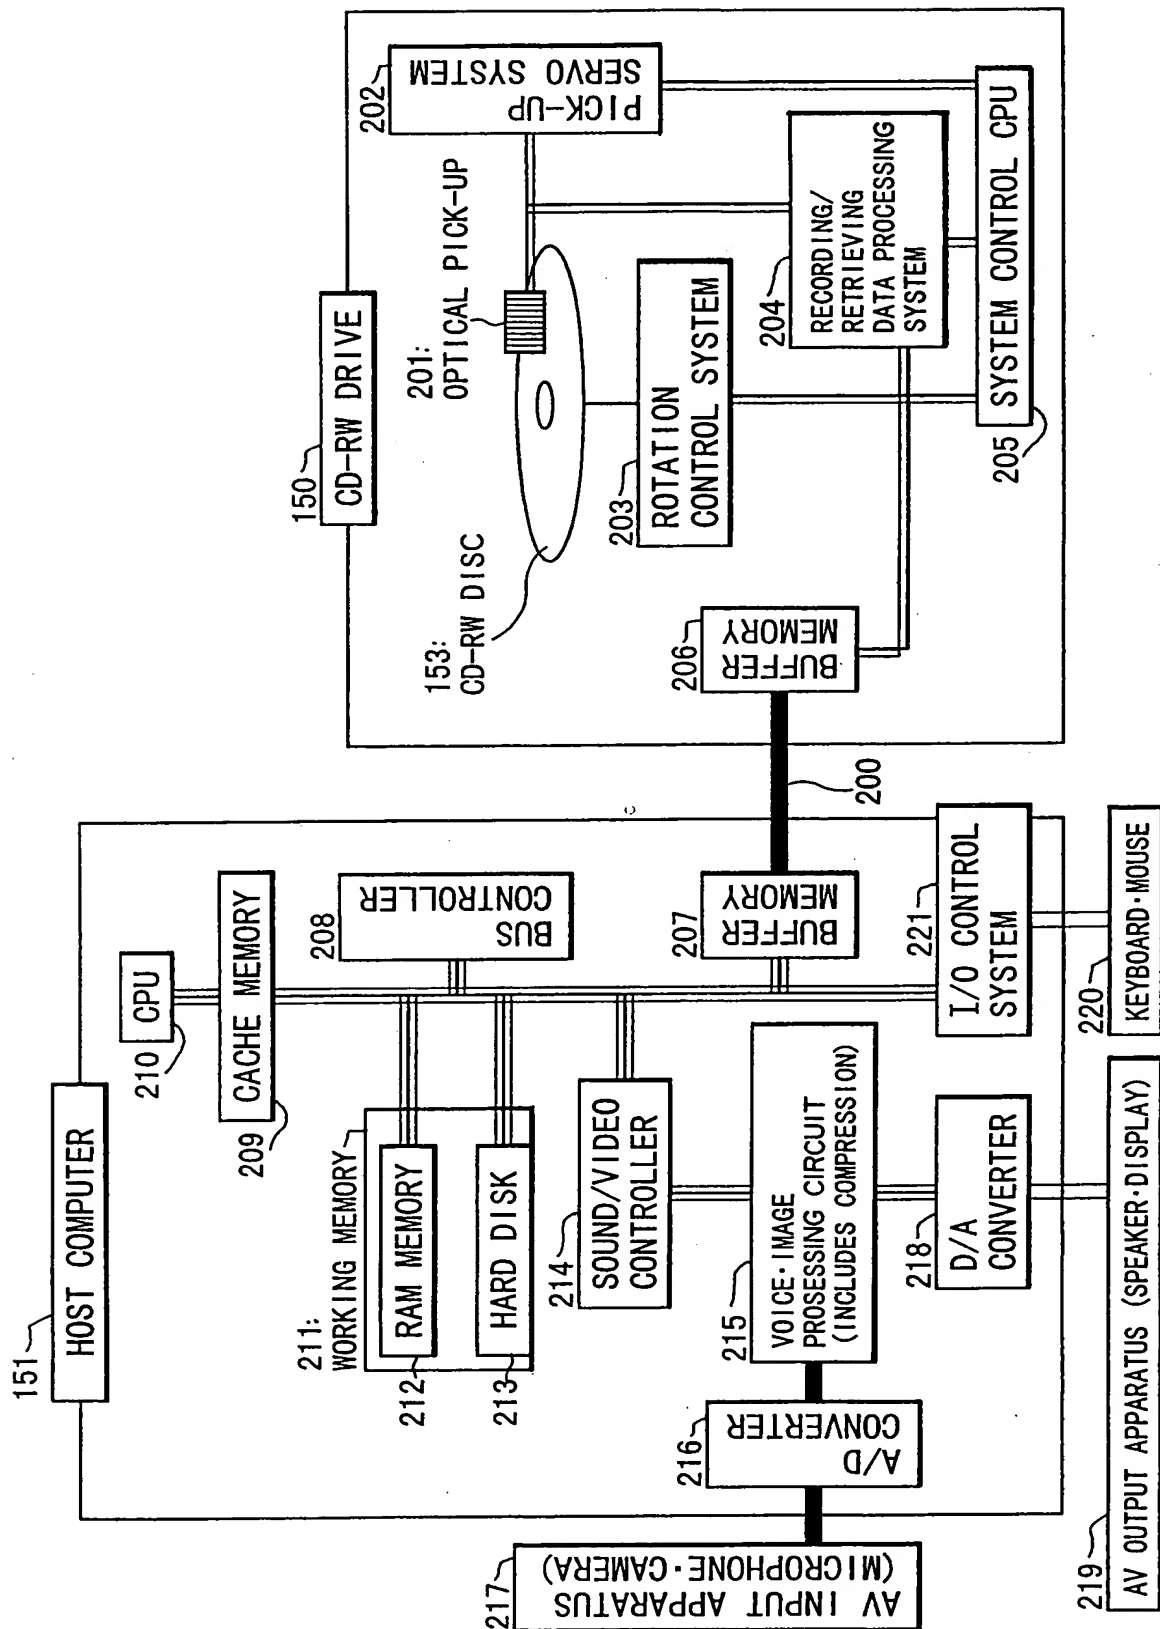 151
HOST COMPUTER
210
CPU
209
CACHE MEMORY
208
BUS
CONTROLLER
211:
WORKING MEMORY
212
RAM MEMORY
213
HARD DISK
214
SOUND/VIDEO
CONTROLLER
207
BUFFER
MEMORY
215
VOICE·IMAGE
PROSESSING CIRCUIT
(INCLUDES COMPRESSION)
216
A/D
CONVERTER
217
AV INPUT APPARATUS
(MICROPHONE·CAMERA)
218
D/A
CONVERTER
221
I/O CONTROL
SYSTEM
219
AV OUTPUT APPARATUS (SPEAKER·DISPLAY)
220
KEYBOARD·MOUSE
200
150
CD-RW DRIVE
201:
OPTICAL PICK-UP
202
PICK-UP
SERVO SYSTEM
153:
CD-RW DISC
203
ROTATION
CONTROL SYSTEM
206
BUFFER
MEMORY
204
RECORDING/
RETRIEVING
DATA PROCESSING
SYSTEM
205
SYSTEM CONTROL CPU